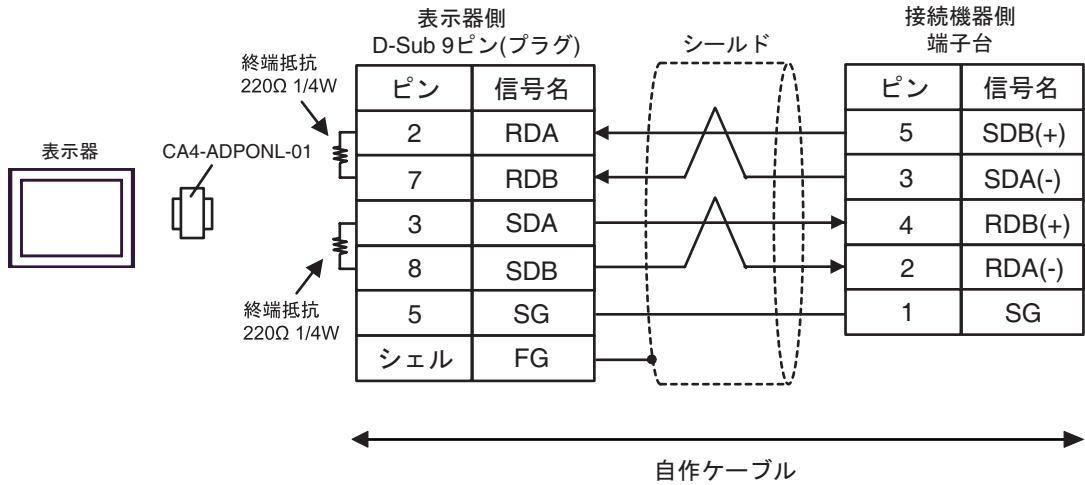 表示器側
D-Sub 9ピン(プラグ)
シールド
接続機器側
端子台
終端抵抗
220Ω 1/4W
表示器
CA4-ADPONL-01
ピン 信号名
2 RDA
7 RDB
3 SDA
8 SDB
5 SG
シェル FG
終端抵抗
220Ω 1/4W
ピン 信号名
5 SDB(+)
3 SDA(-)
4 RDB(+)
2 RDA(-)
1 SG
自作ケーブル